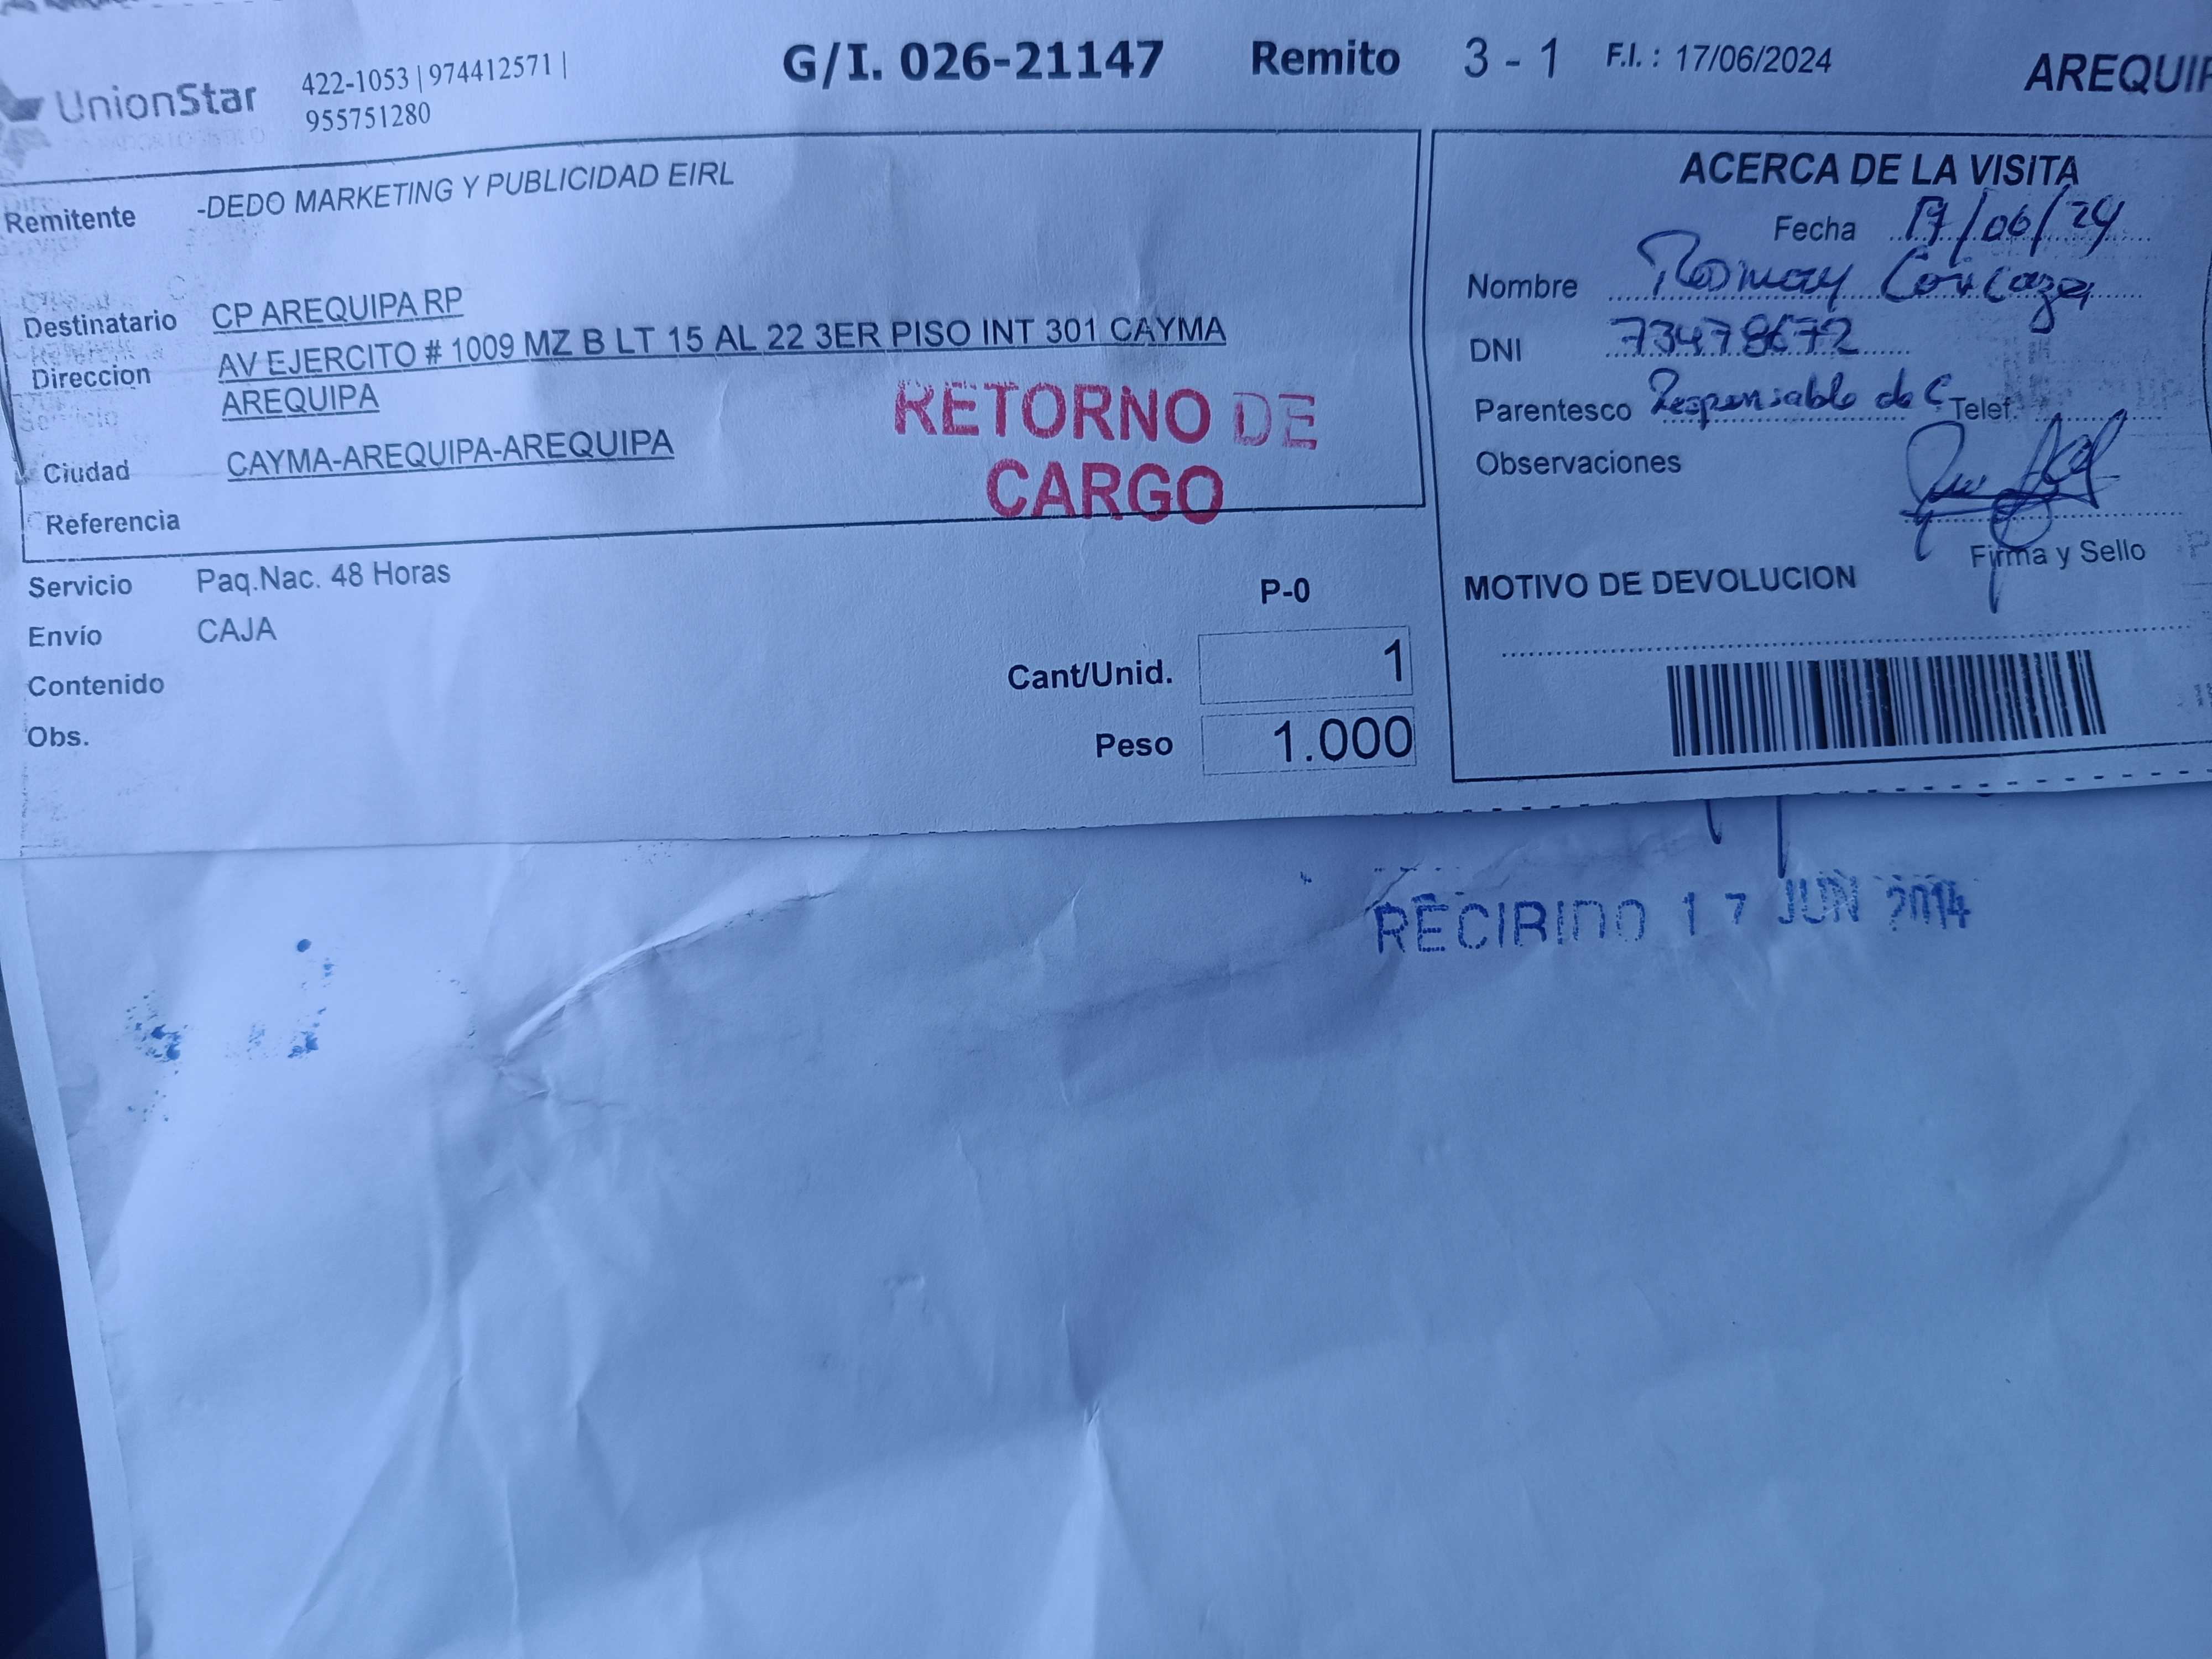 UnionStar
422-1053 | 974412571 |
955751280
G/I. 026-21147 Remito 3 - 1 F.I. : 17/06/2024
AREQUIP
Remitente -DEDO MARKETING Y PUBLICIDAD EIRL
Destinatario CP AREQUIPA RP
Direccion AV EJERCITO # 1009 MZ B LT 15 AL 22 3ER PISO INT 301 CAYMA
AREQUIPA
Ciudad CAYMA-AREQUIPA-AREQUIPA
Referencia
RETORNO DE
CARGO
Servicio Paq.Nac. 48 Horas
Envío CAJA
Contenido
Obs.
P-0
Cant/Unid. 1
Peso 1.000
ACERCA DE LA VISITA
Fecha 17/06/24
Nombre
DNI 73478672
Parentesco Responsable de C Telef.
Observaciones
Firma y Sello
MOTIVO DE DEVOLUCION
RECIBIDO 17 JUN 2014